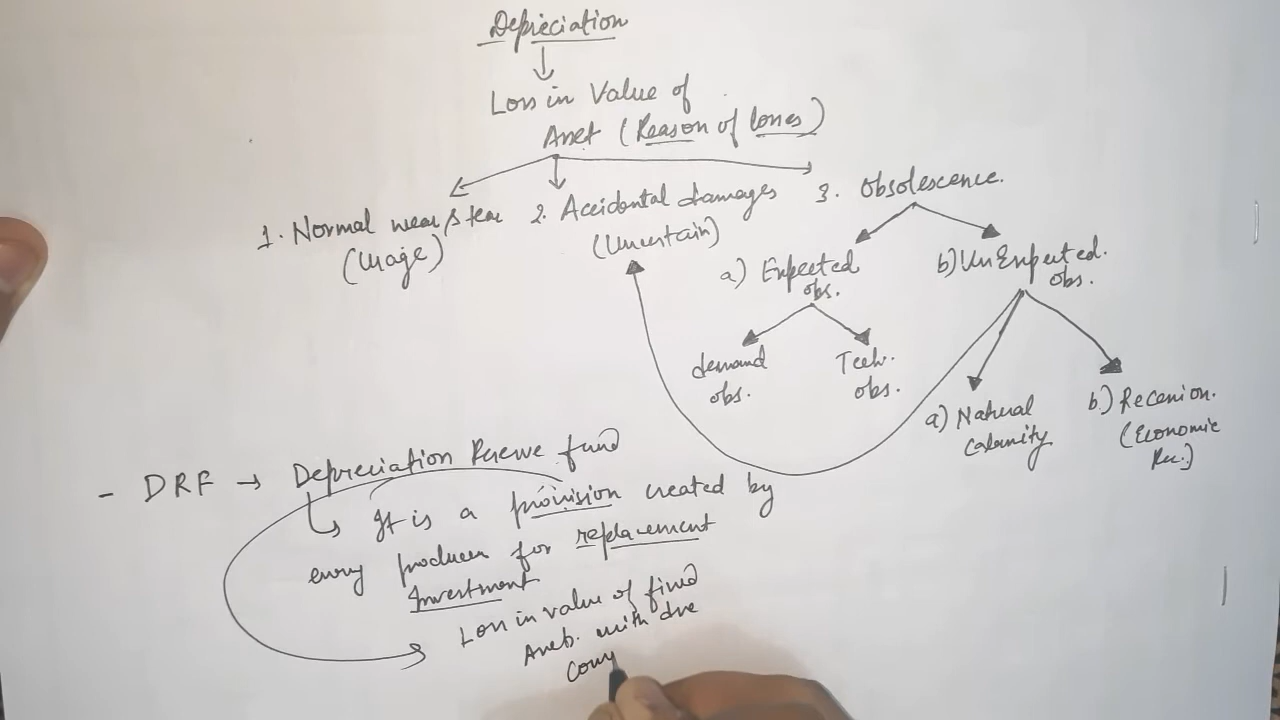 Depreciation
Loss in Value of
Asset (Reason of losses)
1. Normal wear & tear
(Usage)
2. Accidental damages
(Uncertain)
3. Obsolescence.
a) Expected
obs.
b) UnExpected.
obs.
demand
obs.
Tech.
obs.
a) Natural
Calamity
b.) Recession.
(Economic
Rec.)
- DRF → Depreciation Reserve fund
It is a provision created by
every producer for replacement
Investment
Loss in value of fixed
Assets. with due